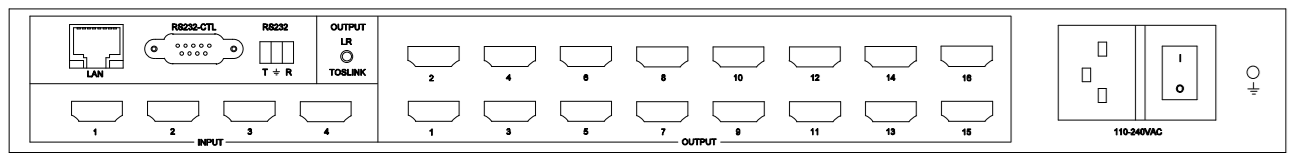 RS232-CTL RS232 OUTPUT
LR
LAN T R TOSLINK
2 4 6 8 10 12 14 16
1 2 3 4
INPUT
1 3 5 7 9 11 13 15
OUTPUT
I
O
110-240VAC